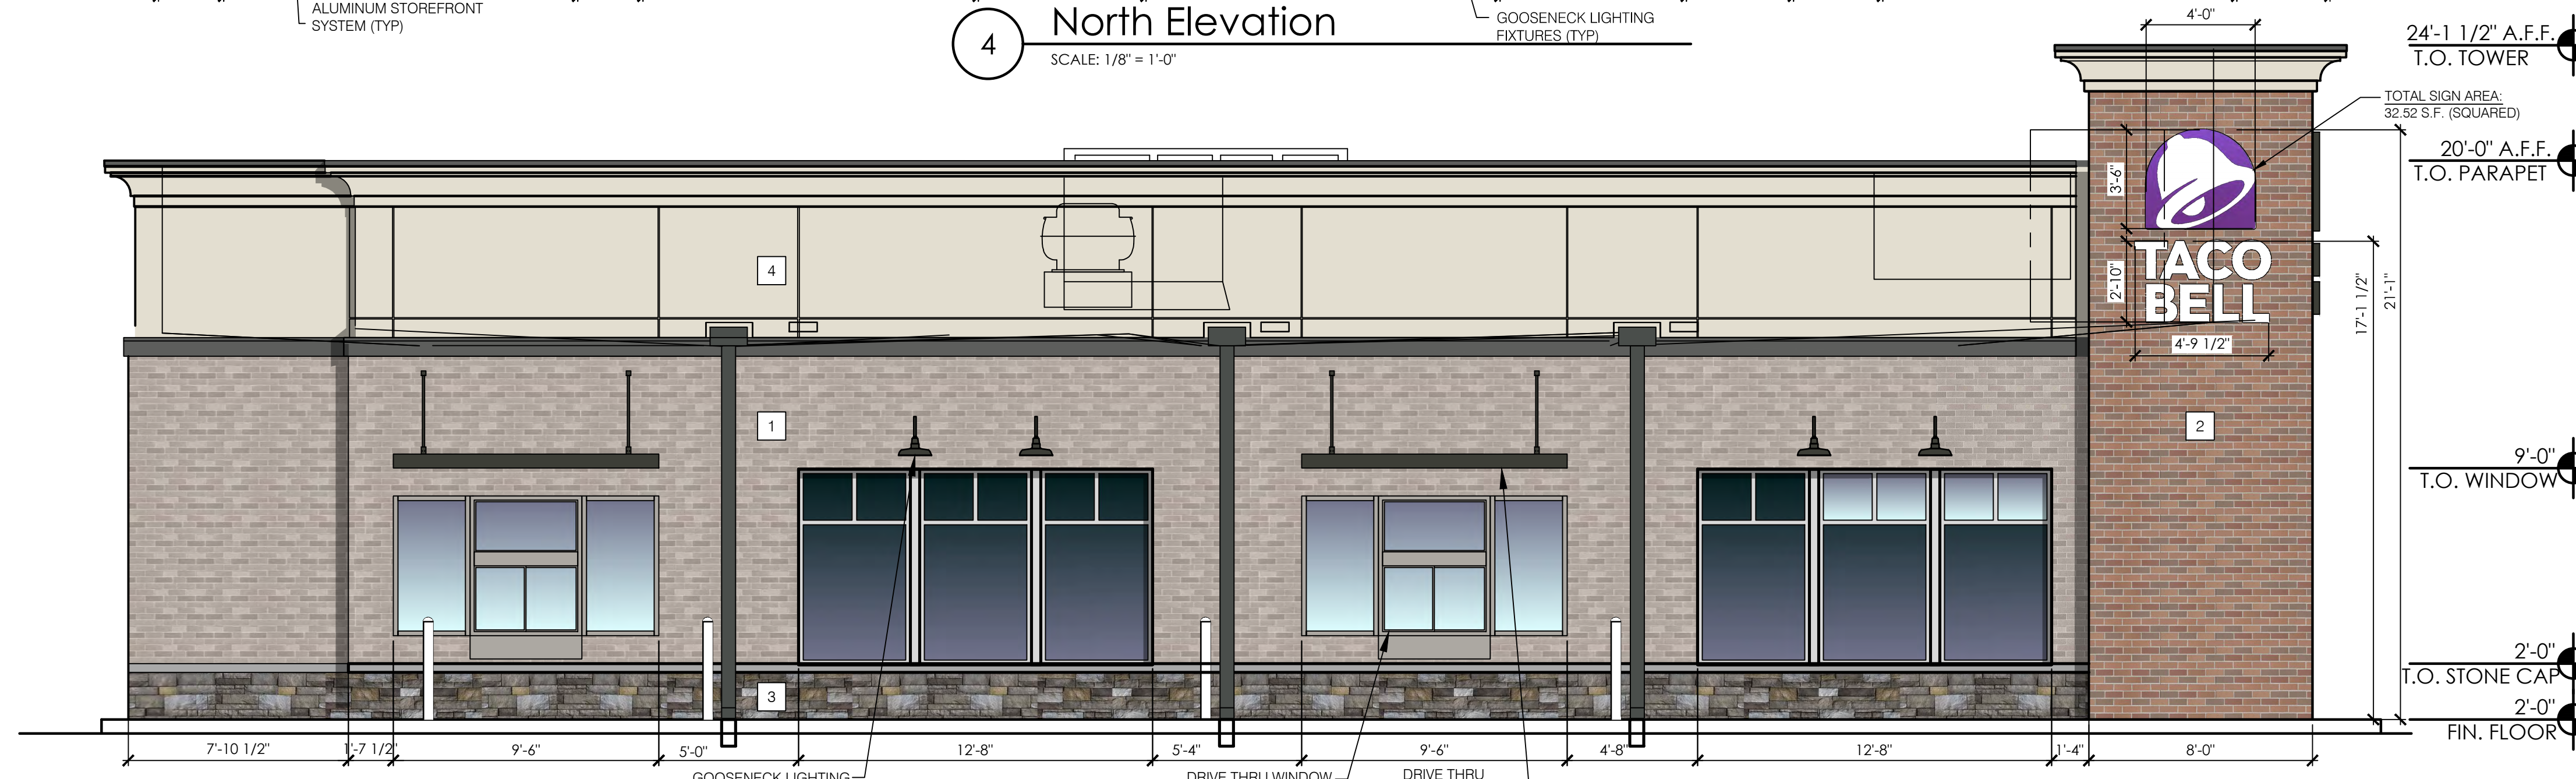 ALUMINUM STOREFRONT
SYSTEM (TYP)
4
North Elevation
SCALE: 1/8" = 1'-0"
GOOSENECK LIGHTING
FIXTURES (TYP)
4'-0"
24'-1 1/2" A.F.F.
T.O. TOWER
TOTAL SIGN AREA:
32.52 S.F. (SQUARED)
20'-0" A.F.F.
T.O. PARAPET
3'-6"
TACO
BELL
2'-10"
4'-9 1/2"
17'-1 1/2"
21'-1"
4
1
2
3
9'-0"
T.O. WINDOW
2'-0"
T.O. STONE CAP
2'-0"
FIN. FLOOR
7'-10 1/2"
1'-7 1/2"
9'-6"
5'-0"
12'-8"
5'-4"
9'-6"
4'-8"
12'-8"
1'-4"
8'-0"
GOOSENECK LIGHTING
DRIVE THRU WINDOW
DRIVE THRU